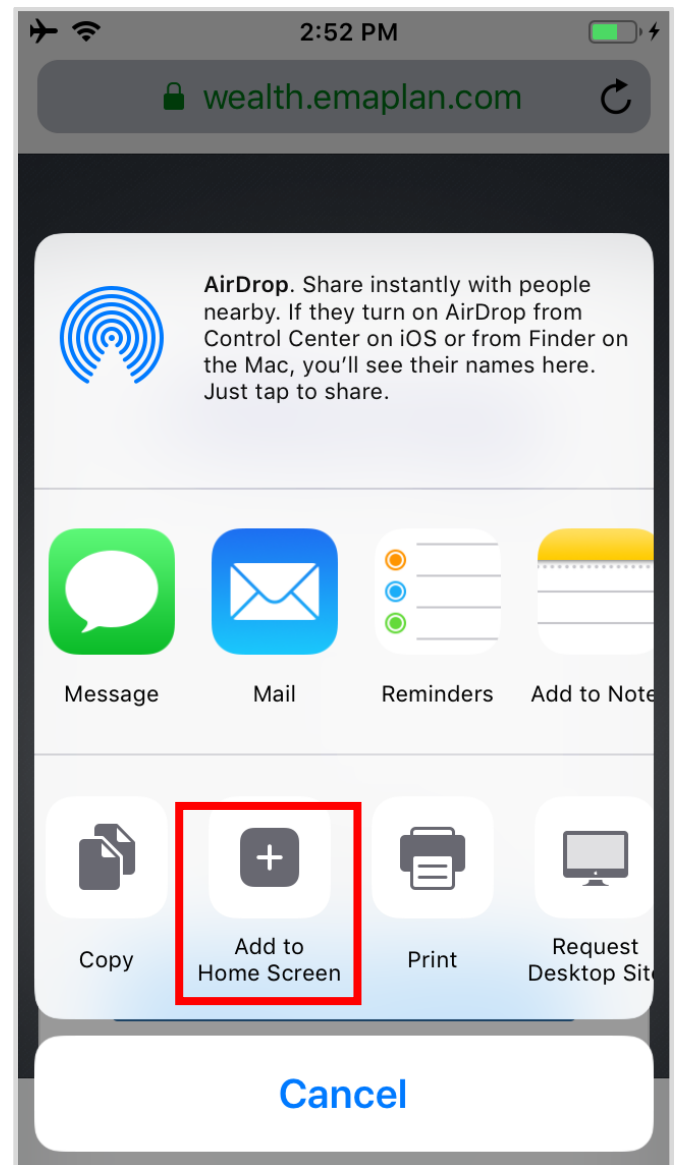 2:52 PM
wealth.emaplan.com
AirDrop. Share instantly with people
nearby. If they turn on AirDrop from
Control Center on iOS or from Finder on
the Mac, you’ll see their names here.
Just tap to share.
Message Mail Reminders Add to Note
Copy Add to Home Screen Print Request Desktop Site
Cancel